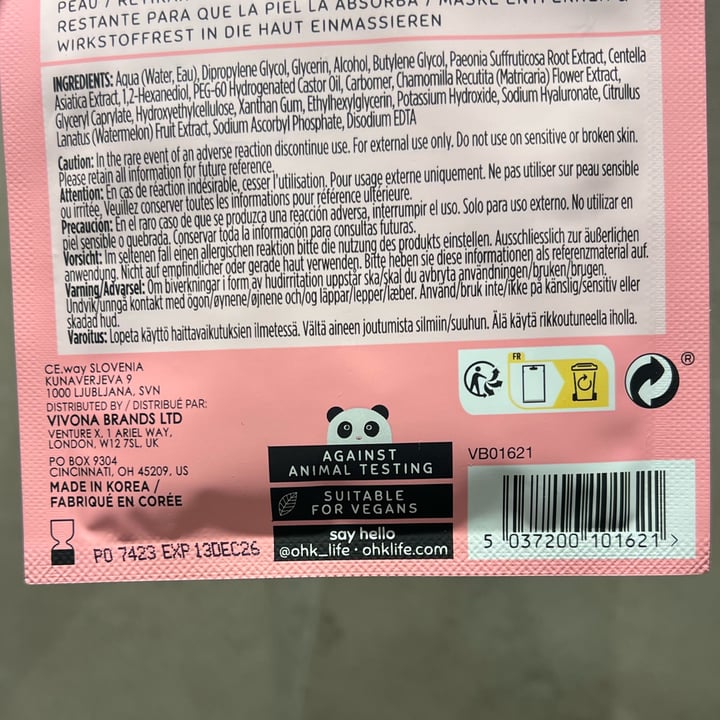 RESTANTE PARA QUE LA PIEL LA ABSORBA / MASKE ENTFERNEN &
WIRKSTOFFREST IN DIE HAUT EINMASSIEREN
INGREDIENTS: Aqua (Water, Eau), Dipropylene Glycol, Glycerin, Alcohol, Butylene Glycol, Paeonia Suffruticosa Root Extract, Centella
Asiatica Extract, 1,2-Hexanediol, PEG-60 Hydrogenated Castor Oil, Carbomer, Chamomilla Recutita (Matricaria) Flower Extract,
Glyceryl Caprylate, Hydroxyethylcellulose, Xanthan Gum, Ethylhexylglycerin, Potassium Hydroxide, Sodium Hyaluronate, Citrullus
Lanatus (Watermelon) Fruit Extract, Sodium Ascorbyl Phosphate, Disodium EDTA
Caution: In the rare event of an adverse reaction discontinue use. For external use only. Do not use on sensitive or broken skin.
Please retain all information for future reference.
Attention: En cas de réaction indésirable, cesser l'utilisation. Pour usage externe uniquement. Ne pas utiliser sur peau sensible
ou irritée, Veuillez conserver toutes les informations pour référence ultérieure.
Precaución: En el raro caso de que se produzca una reacción adversa, interrumpir el uso. Solo para uso externo. No utilizar en
piel sensible o quebrada. Conservar toda la información para consultas futuras.
Vorsicht: Im seltenen fall einen allergischen reaktion bitte die nutzung des produkts einstellen. Ausschliesslich zur äußerlichen
anwendung. Nicht auf empfindlicher oder gerade haut verwenden. Bitte heben sie diese informationen als referenzmaterial auf.
Varning/Advarsel: Om biverkningar i form av hudirritation uppstår ska/skal du avbryta användningen/bruken/brugen.
Undvik/unngå kontakt med ögon/øynene/øjnene och/og läppar/lepper/læber. Använd/bruk inte/ikke på känslig/sensitiv eller
skadad hud.
Varoitus: Lopeta käyttö haittavaikutuksien ilmetessä. Vältä aineen joutumista silmiin/suuhun. Älä käytä rikkoutuneella iholla.
CE.way SLOVENIA
KUNAVERJEVA 9
1000 LJUBLJANA, SVN
DISTRIBUTED BY / DISTRIBUÉ PAR:
VIVONA BRANDS LTD
VENTURE X, 1 ARIEL WAY,
LONDON, W12 7SL, UK
PO BOX 9304
CINCINNATI, OH 45209, US
MADE IN KOREA /
FABRIQUÉ EN CORÉE
PO 7423 EXP 13DEC26
AGAINST
ANIMAL TESTING
SUITABLE
FOR VEGANS
say hello
@ohk_life · ohklife.com
FR
®
VB01621
5 037200 101621 >